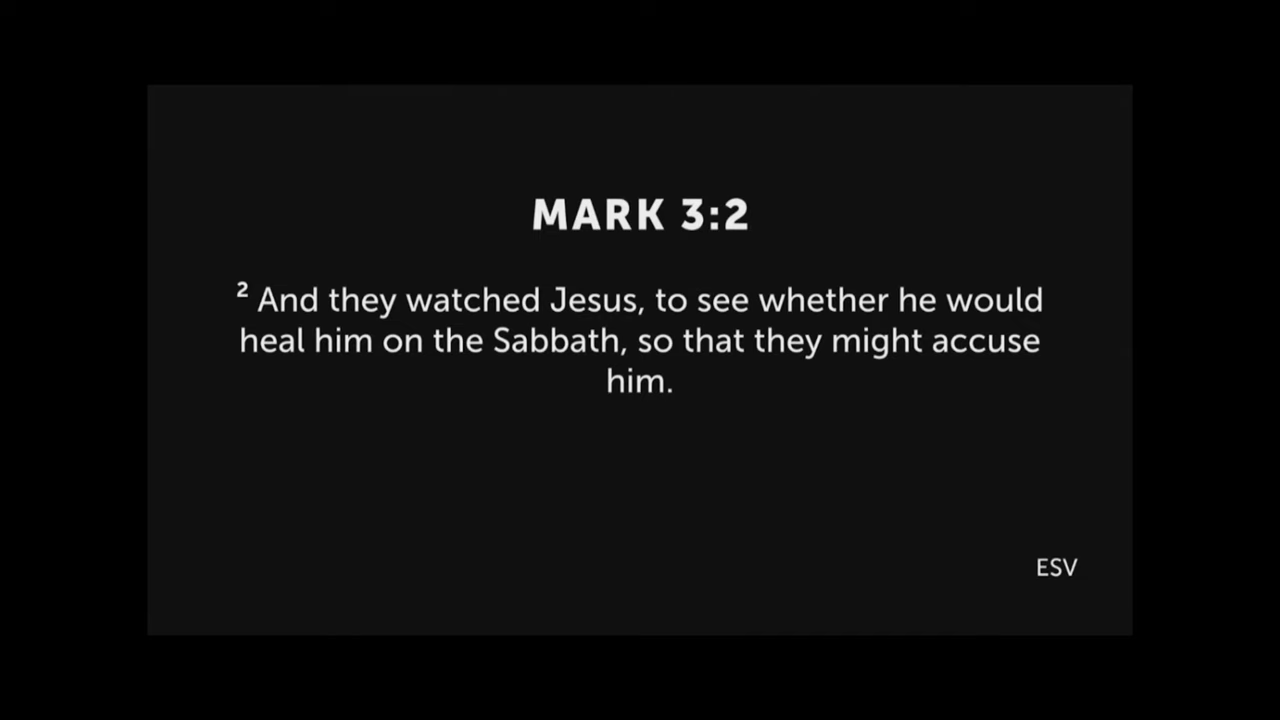 MARK 3:2
² And they watched Jesus, to see whether he would
heal him on the Sabbath, so that they might accuse
him.
ESV